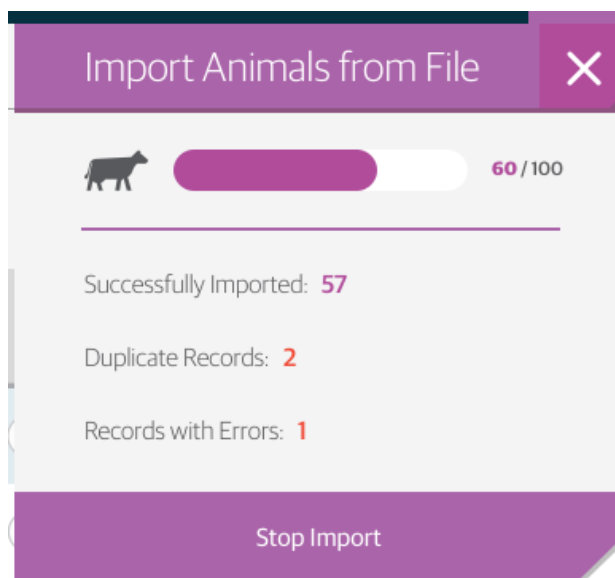 Import Animals from File
60 / 100
Successfully Imported: 57
Duplicate Records: 2
Records with Errors: 1
Stop Import